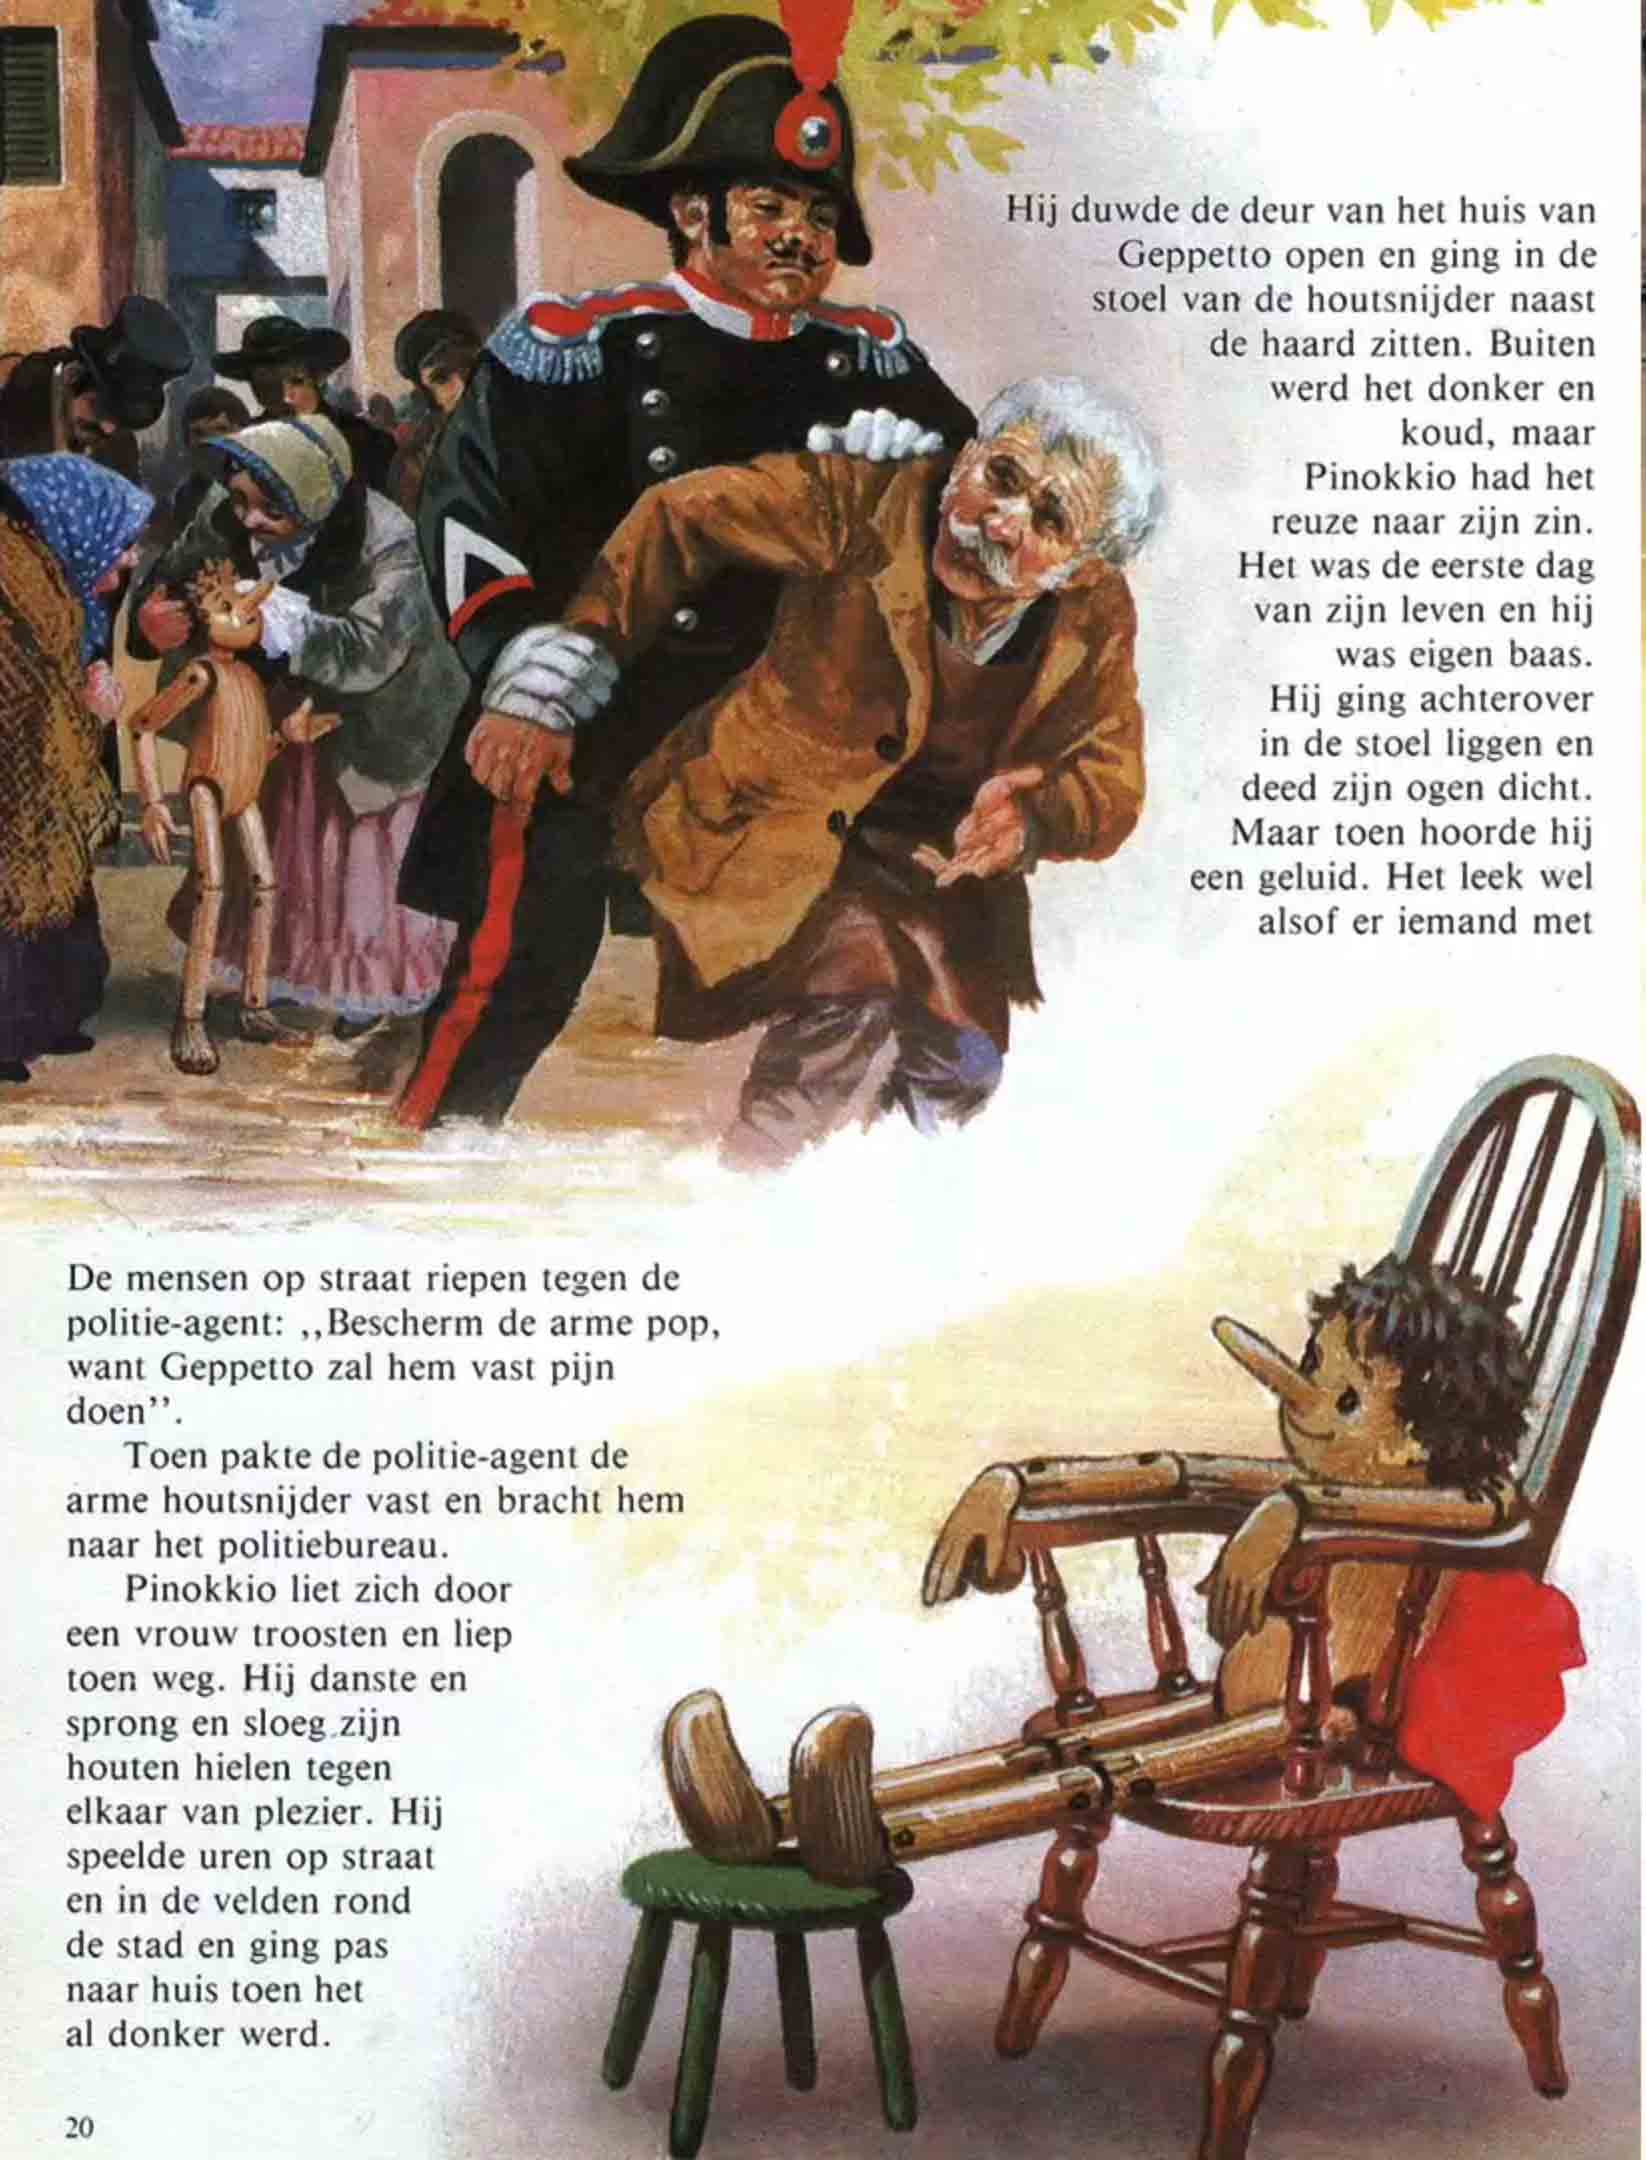 De mensen op straat riepen tegen de
politie-agent: ,,Bescherm de arme pop,
want Geppetto zal hem vast pijn
doen’’.
Toen pakte de politie-agent de
arme houtsnijder vast en bracht hem
naar het politiebureau.
Pinokkio liet zich door
een vrouw troosten en liep
toen weg. Hij danste en
sprong en sloeg zijn
houten hielen tegen
elkaar van plezier. Hij
speelde uren op straat
en in de velden rond
de stad en ging pas
naar huis toen het
al donker werd.
Hij duwde de deur van het huis van
Geppetto open en ging in de
stoel van de houtsnijder naast
de haard zitten. Buiten
werd het donker en
koud, maar
Pinokkio had het
reuze naar zijn zin.
Het was de eerste dag
van zijn leven en hij
was eigen baas.
Hij ging achterover
in de stoel liggen en
deed zijn ogen dicht.
Maar toen hoorde hij
een geluid. Het leek wel
alsof er iemand met
20